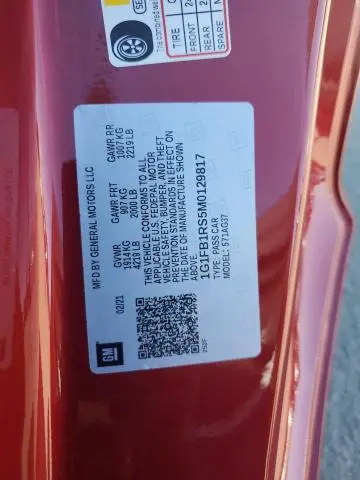 MFD BY GENERAL MOTORS LLC
02/21
GVWR
1914 KG
4219 LB
GAWR FRT
907 KG
2000 LB
GAWR RR
1007 KG
2219 LB
THIS VEHICLE CONFORMS TO ALL
APPLICABLE U.S. FEDERAL MOTOR
VEHICLE SAFETY, BUMPER, AND THEFT
PREVENTION STANDARDS IN EFFECT ON
THE DATE OF MANUFACTURE SHOWN
ABOVE.
1G1FB1RS5M0129817
TYPE: PASS CAR
MODEL:
GM
The combined
TIRE
FRONT
REAR
SPARE